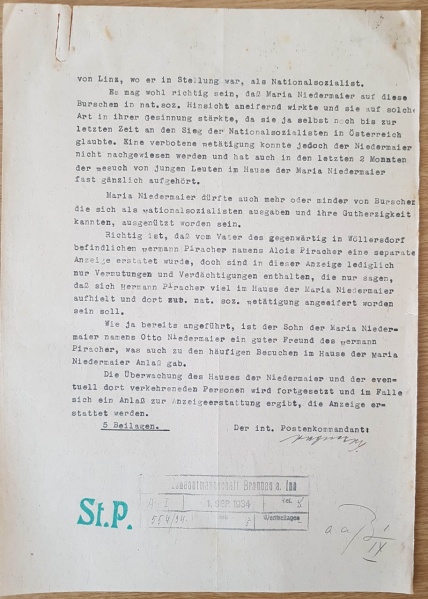 von Linz, wo er in Stellung war, als Nationalsozialist.
Es mag wohl richtig sein, daß Maria Niedermaier auf diese
Burschen in nat.soz. Hinsicht aneifernd wirkte und sie auf solche
Art in ihrer Gesinnung stärkte, da sie ja selbst noch bis zur
letzten Zeit an den Sieg der Nationalsozialisten in Österreich
glaubte. Eine verbotene Betätigung konnte jedoch der Niedermaier
nicht nachgewiesen werden und hat auch in den letzten 2 Monaten
der Besuch von jungen Leuten im Hause der Maria Niedermaier
fast gänzlich aufgehört.
Maria Niedermaier dürfte auch mehr oder minder von Burschen
die sich als Nationalsozialisten ausgaben und ihre Gutherzigkeit
kannten, ausgenützt worden sein.
Richtig ist, daß vom Vater des gegenwärtig in Wöllersdorf
befindlichen Hermann Piracher namens Alois Piracher eine separate
Anzeige erstattet wurde, doch sind in dieser Anzeige lediglich
nur Vermutungen und Verdächtigungen enthalten, die nur sagen,
daß sich Hermann Piracher viel im Hause der Maria Niedermaier
aufhielt und dort zub. nat. soz. Betätigung angeeifert worden
sein soll.
Wie ja bereits angeführt, ist der Sohn der Maria Nieder-
maier namens Otto Niedermaier ein guter Freund des Hermann
Piracher, was auch zu den häufigen Besuchen im Hause der Maria
Niedermaier Anlaß gab.
Die Überwachung des Hauses der Niedermaier und der even-
tuell dort verkehrenden Personen wird fortgesetzt und im Falle
sich ein Anlaß zur Anzeigeerstattung ergibt, die Anzeige er-
stattet werden.
5 Beilagen. Der int. Postenkommandant:
Braunau a. Inn
1. SEP. 1934
St.P.
IX